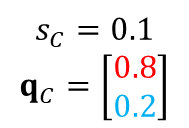 s_C = 0.1
q_C = [0.8
0.2]